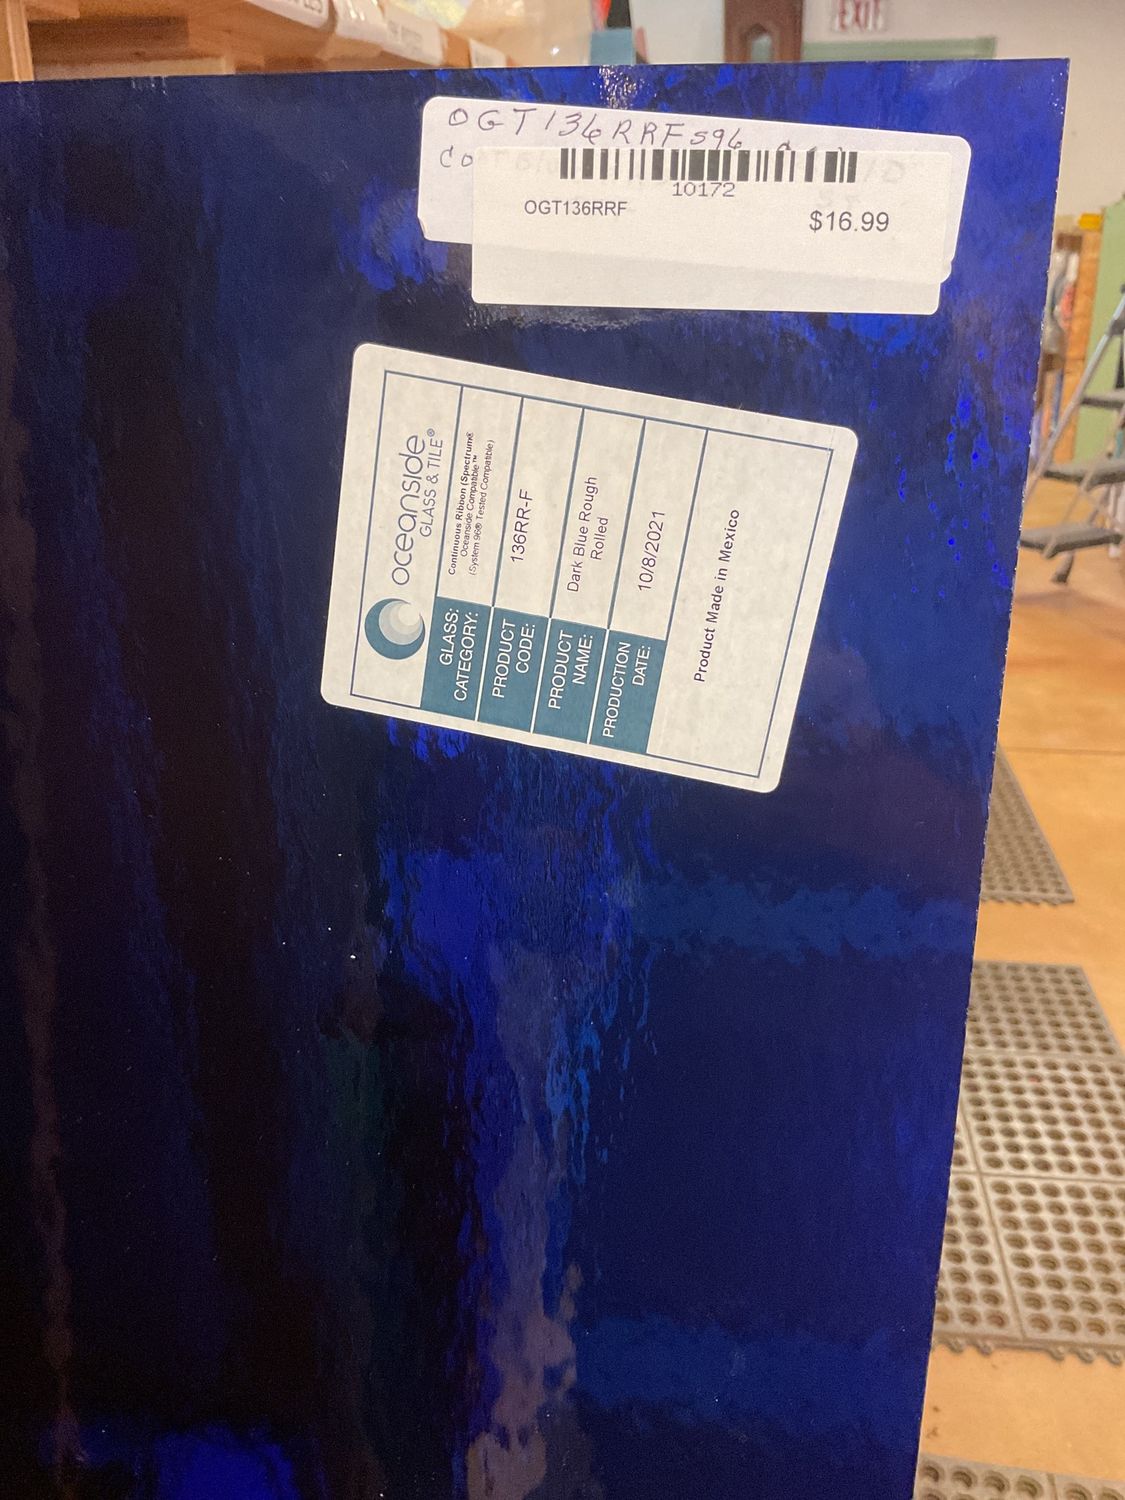 EXIT
OGT136RRFS96
Co
10172
OGT136RRF
$16.99
oceanside
GLASS & TILE®
GLASS: CATEGORY:
Continuous Ribbon (Spectrum®
Oceanside Compatible™
(System 96® Tested Compatible)
PRODUCT CODE:
136RR-F
PRODUCT NAME:
Dark Blue Rough
Rolled
PRODUCTION DATE:
10/8/2021
Product Made in Mexico